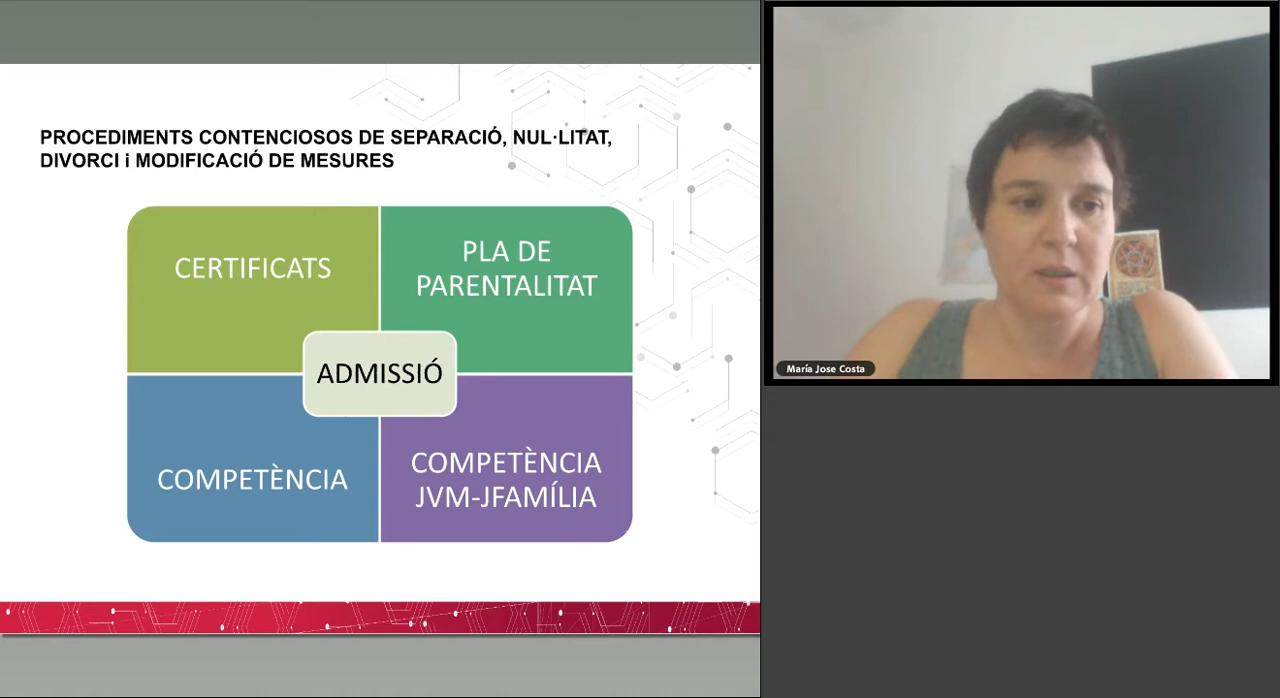 PROCEDIMENTS CONTENCIOSOS DE SEPARACIÓ, NUL·LITAT,
DIVORCI i MODIFICACIÓ DE MESURES
CERTIFICATS
PLA DE
PARENTALITAT
ADMISSIÓ
COMPETÈNCIA
COMPETÈNCIA
JVM-JFAMÍLIA
María Jose Costa